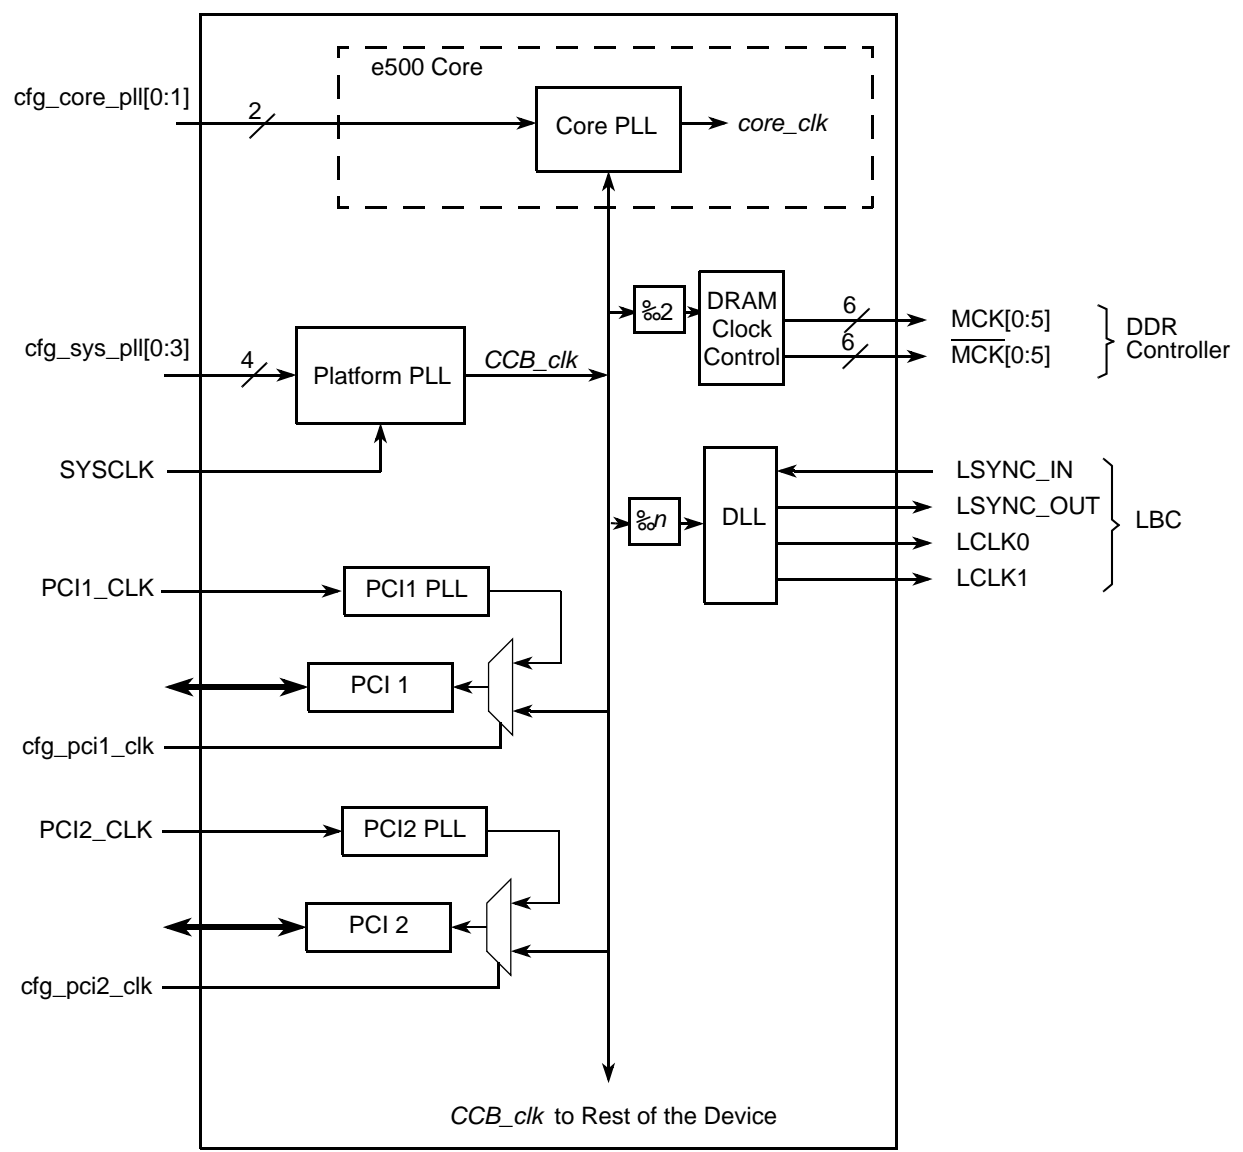 e500 Core
cfg_core_pll[0:1]
2
Core PLL
core_clk
‰2
DRAM
Clock
Control
6
6
MCK[0:5]
MCK[0:5]
DDR
Controller
cfg_sys_pll[0:3]
4
Platform PLL
CCB_clk
SYSCLK
‰n
DLL
LSYNC_IN
LSYNC_OUT
LCLK0
LCLK1
LBC
PCI1_CLK
PCI1 PLL
PCI 1
cfg_pci1_clk
PCI2_CLK
PCI2 PLL
PCI 2
cfg_pci2_clk
CCB_clk to Rest of the Device